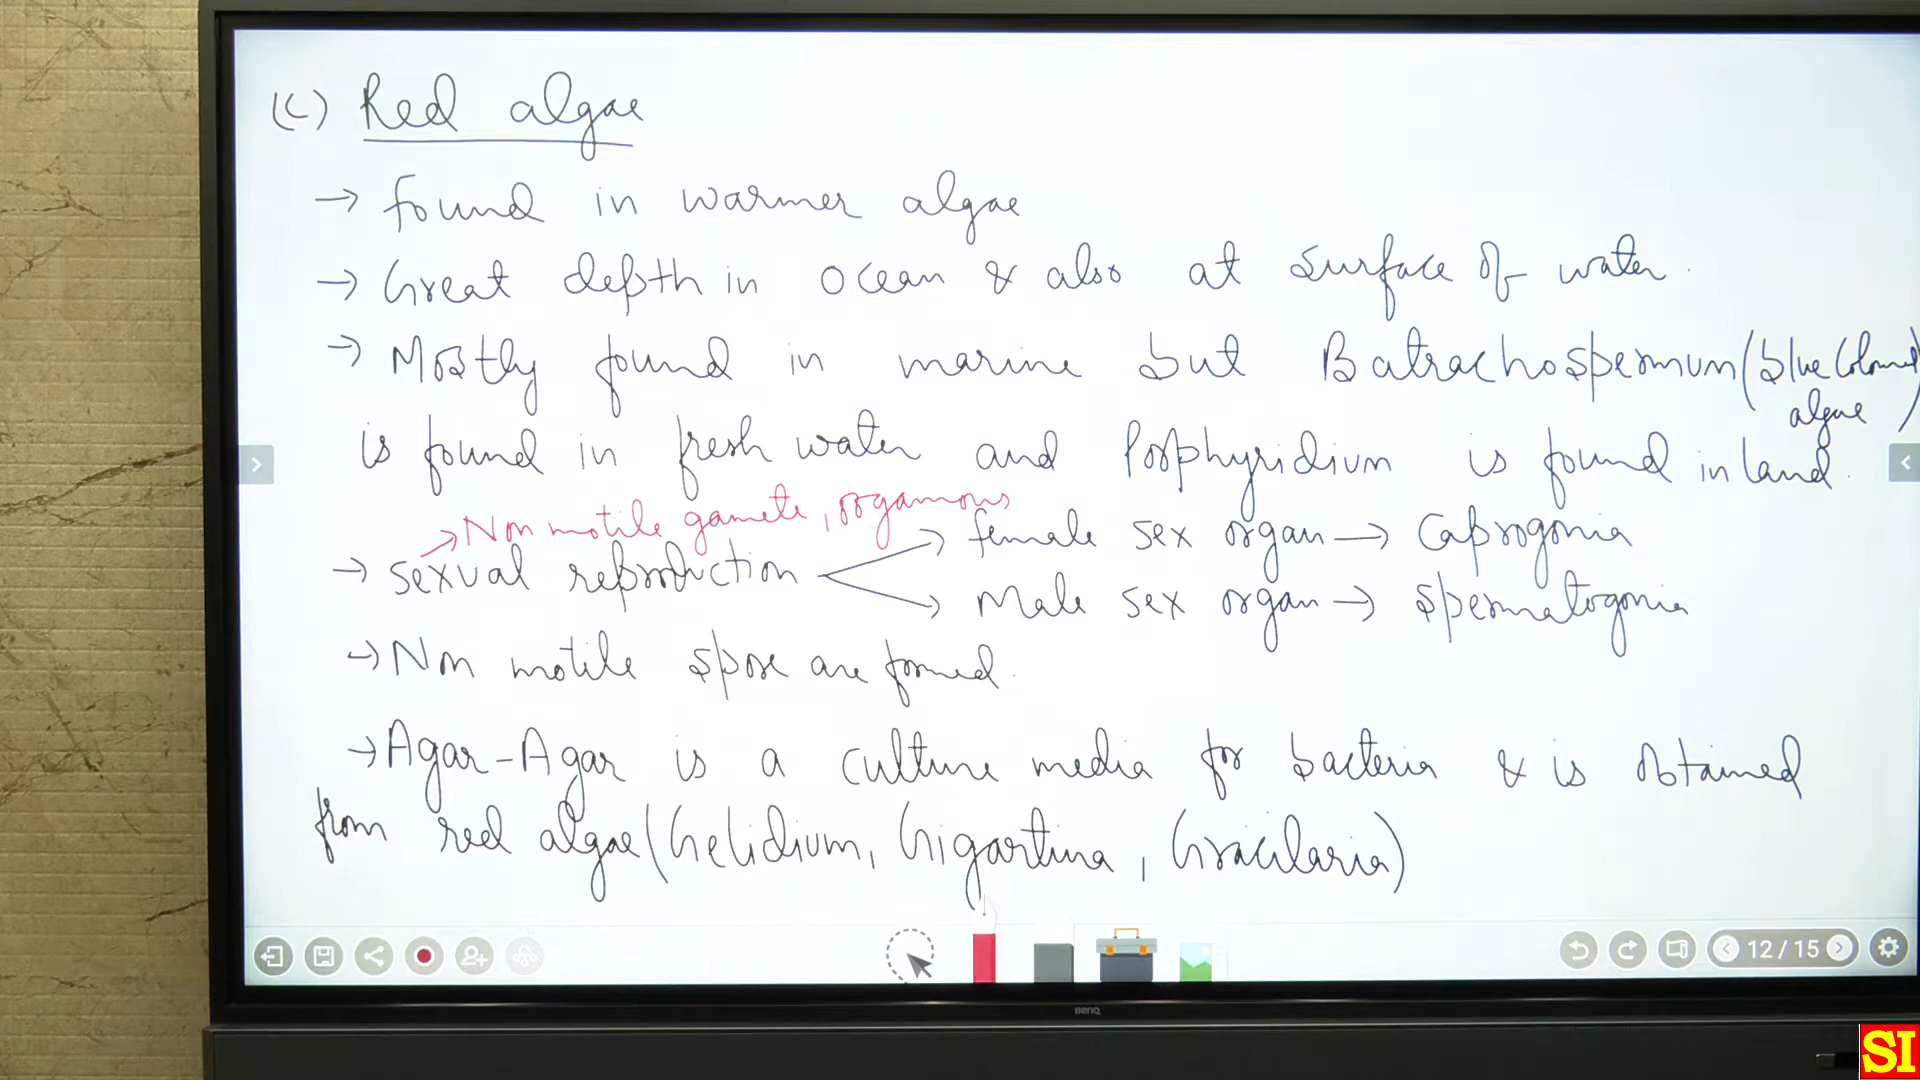 (C) Red algae
→ found in warmer algae
→ Great depth in ocean & also at surface of water.
→ Mostly found in marine but Batrachospermum (blue coloured
algae)
is found in fresh water and Porphyridium is found in land.
→ Non motile gamete, oogamous
→ sexual reproduction
→ female sex organ → Caprogonia
→ Male sex organ → spermatogonia
→ Non motile spore are formed.
→ Agar-Agar is a culture media for bacteria & is obtained
from red algae (Gelidium, Gigartina, Gracilaria)
12 / 15
BenQ
SI